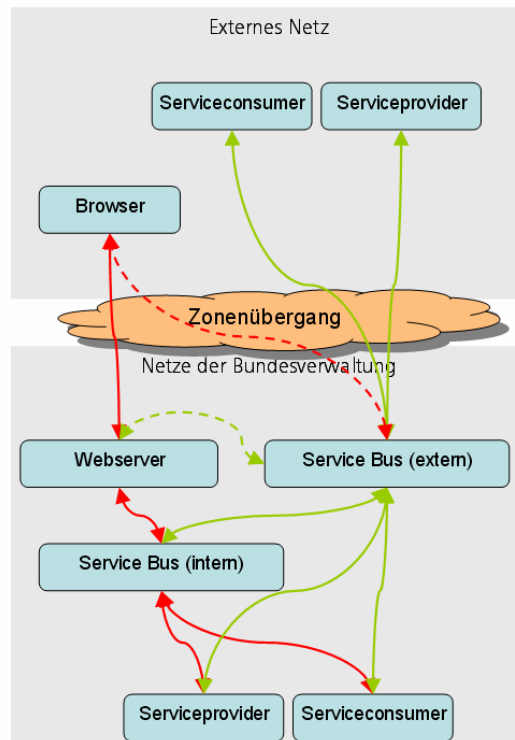 Externes Netz
Serviceconsumer
Serviceprovider
Browser
Zonenübergang
Netze der Bundesverwaltung
Webserver
Service Bus (extern)
Service Bus (intern)
Serviceprovider
Serviceconsumer